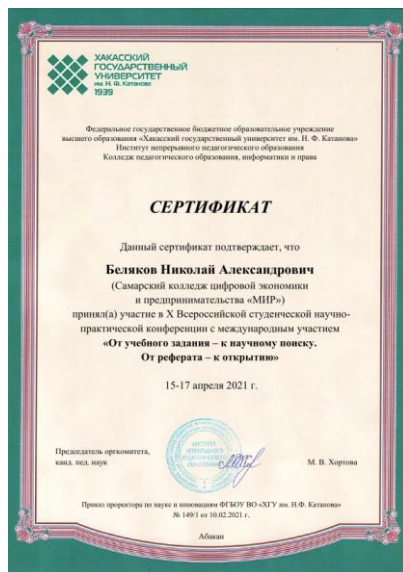 ХАКАССКИЙ
ГОСУДАРСТВЕННЫЙ
УНИВЕРСИТЕТ
им. Н. Ф. Катанова
1939
Федеральное государственное бюджетное образовательное учреждение
высшего образования «Хакасский государственный университет им. Н. Ф. Катанова»
Институт непрерывного педагогического образования
Колледж педагогического образования, информатики и права
СЕРТИФИКАТ
Данный сертификат подтверждает, что
Беляков Николай Александрович
(Самарский колледж цифровой экономики
и предпринимательства «МИР»)
принял(а) участие в X Всероссийской студенческой научно-
практической конференции с международным участием
«От учебного задания – к научному поиску.
От реферата – к открытию»
15-17 апреля 2021 г.
ИНСТИТУТ
НЕПРЕРЫВНОГО
ПЕДАГОГИЧЕСКОГО
ОБРАЗОВАНИЯ
Председатель оргкомитета,
канд. пед. наук
М. В. Хортова
Приказ проректора по науке и инновациям ФГБОУ ВО «ХГУ им. Н.Ф. Катанова»
№ 149/1 от 10.02.2021 г.
Абакан